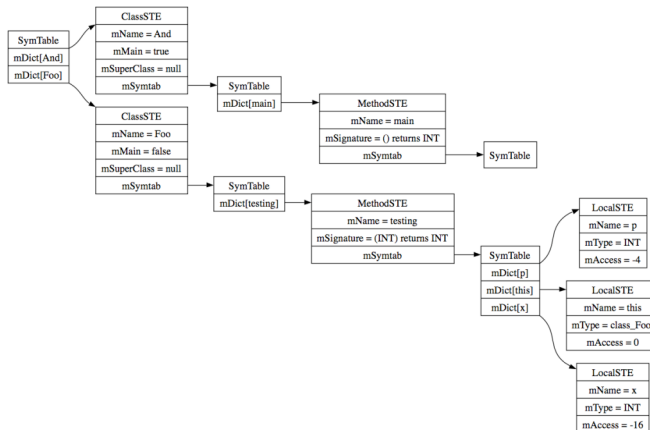 SymTable
mDict[And]
mDict[Foo]
ClassSTE
mName = And
mMain = true
mSuperClass = null
mSymtab
SymTable
mDict[main]
MethodSTE
mName = main
mSignature = () returns INT
mSymtab
SymTable
ClassSTE
mName = Foo
mMain = false
mSuperClass = null
mSymtab
SymTable
mDict[testing]
MethodSTE
mName = testing
mSignature = (INT) returns INT
mSymtab
SymTable
mDict[p]
mDict[this]
mDict[x]
LocalSTE
mName = p
mType = INT
mAccess = -4
LocalSTE
mName = this
mType = class_Foo
mAccess = 0
LocalSTE
mName = x
mType = INT
mAccess = -16